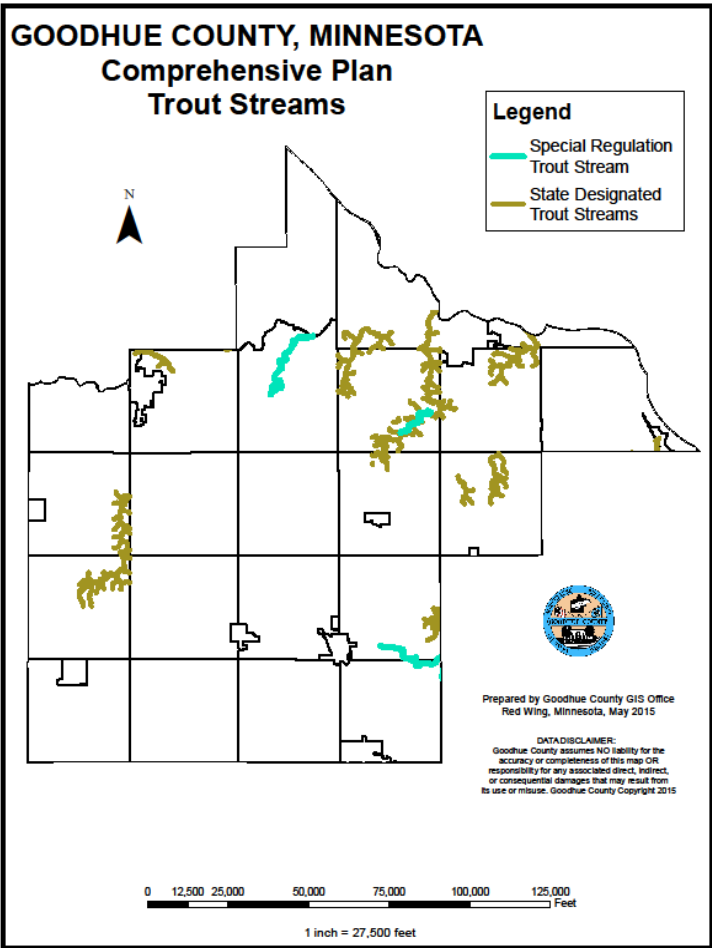 GOODHUE COUNTY, MINNESOTA
Comprehensive Plan
Trout Streams
Legend
Special Regulation
Trout Stream
State Designated
Trout Streams
N
GOODHUE COUNTY
Prepared by Goodhue County GIS Office
Red Wing, Minnesota, May 2015
DATA DISCLAIMER:
Goodhue County assumes NO liability for the
accuracy or completeness of this map OR
responsibility for any associated direct, indirect,
or consequential damages that may result from
its use or misuse. Goodhue County Copyright 2015
0 12,500 25,000 50,000 75,000 100,000 125,000
Feet
1 inch = 27,500 feet